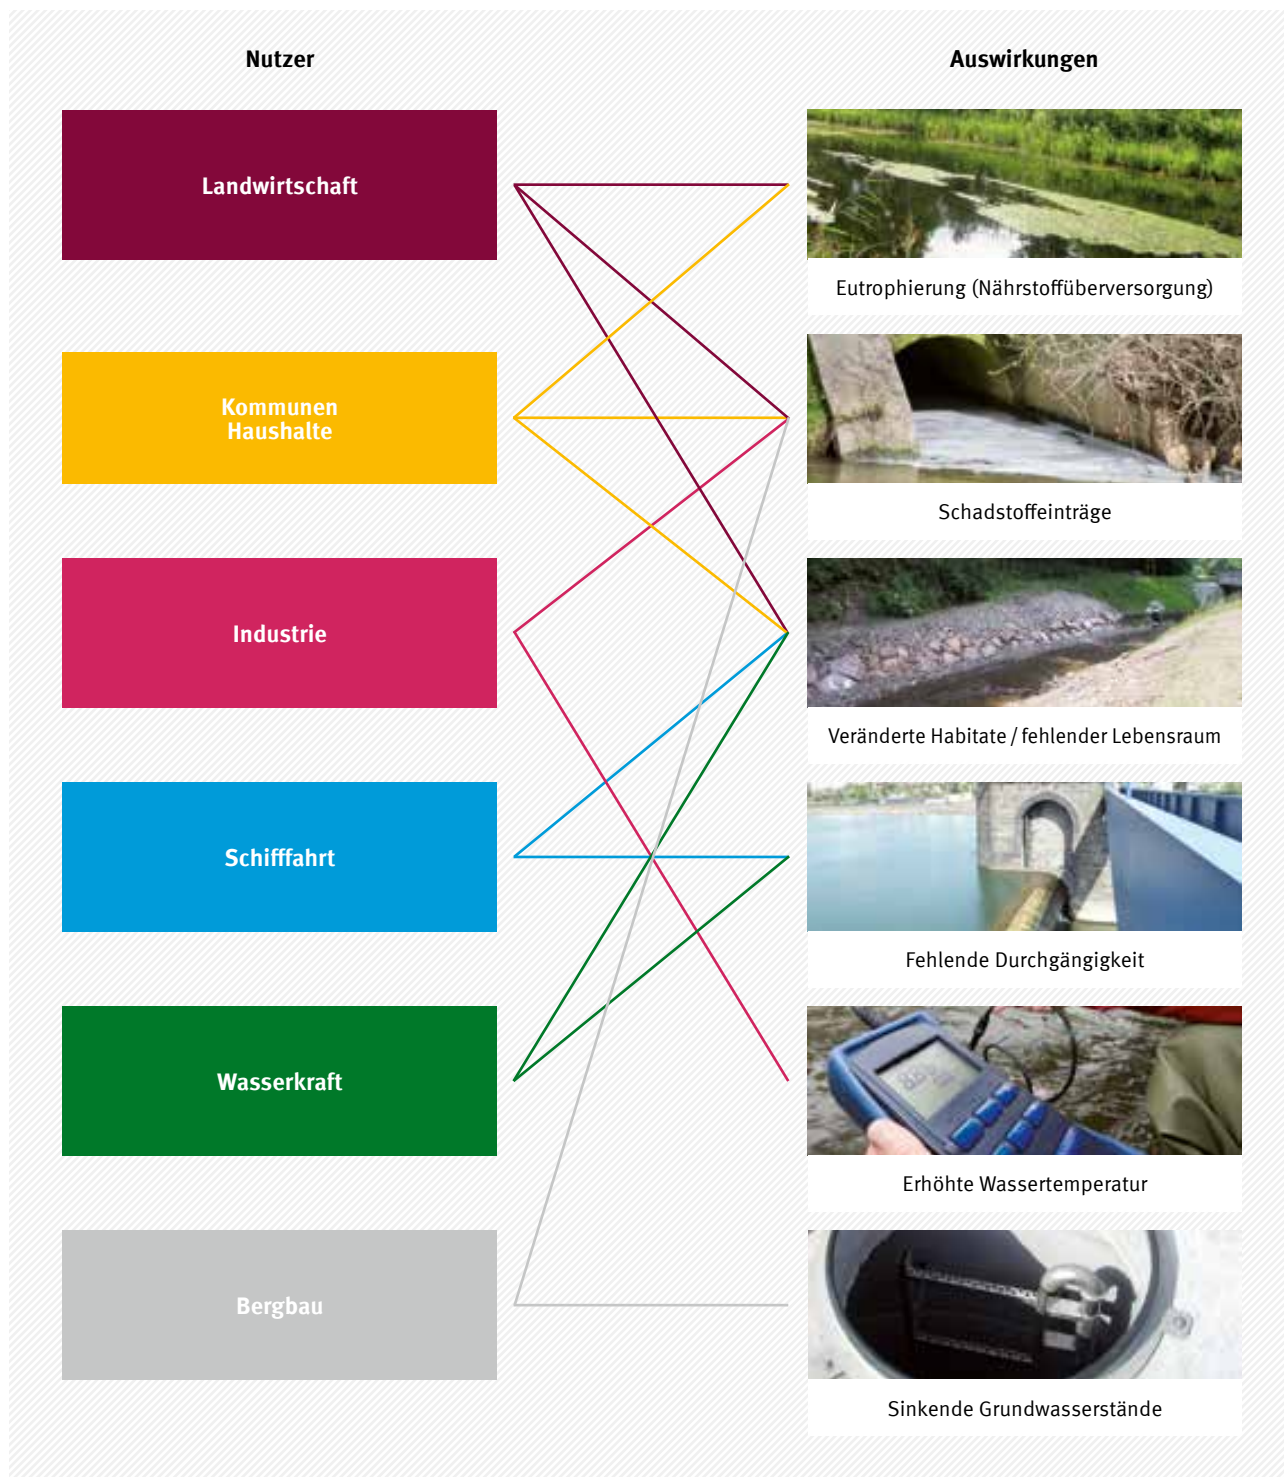 Nutzer
Auswirkungen
Landwirtschaft
Eutrophierung (Nährstoffüberversorgung)
Kommunen
Haushalte
Schadstoffeinträge
Industrie
Veränderte Habitate / fehlender Lebensraum
Schifffahrt
Fehlende Durchgängigkeit
Wasserkraft
Erhöhte Wassertemperatur
Bergbau
Sinkende Grundwasserstände